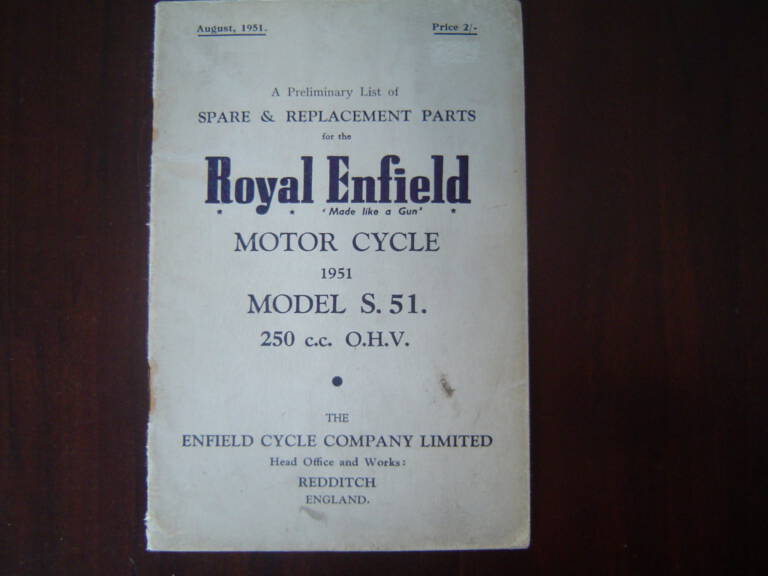 August, 1951. Price 2/-
A Preliminary List of
SPARE & REPLACEMENT PARTS
for the
Royal Enfield
'Made like a Gun'
MOTOR CYCLE
1951
MODEL S. 51.
250 c.c. O.H.V.
THE
ENFIELD CYCLE COMPANY LIMITED
Head Office and Works:
REDDITCH
ENGLAND.